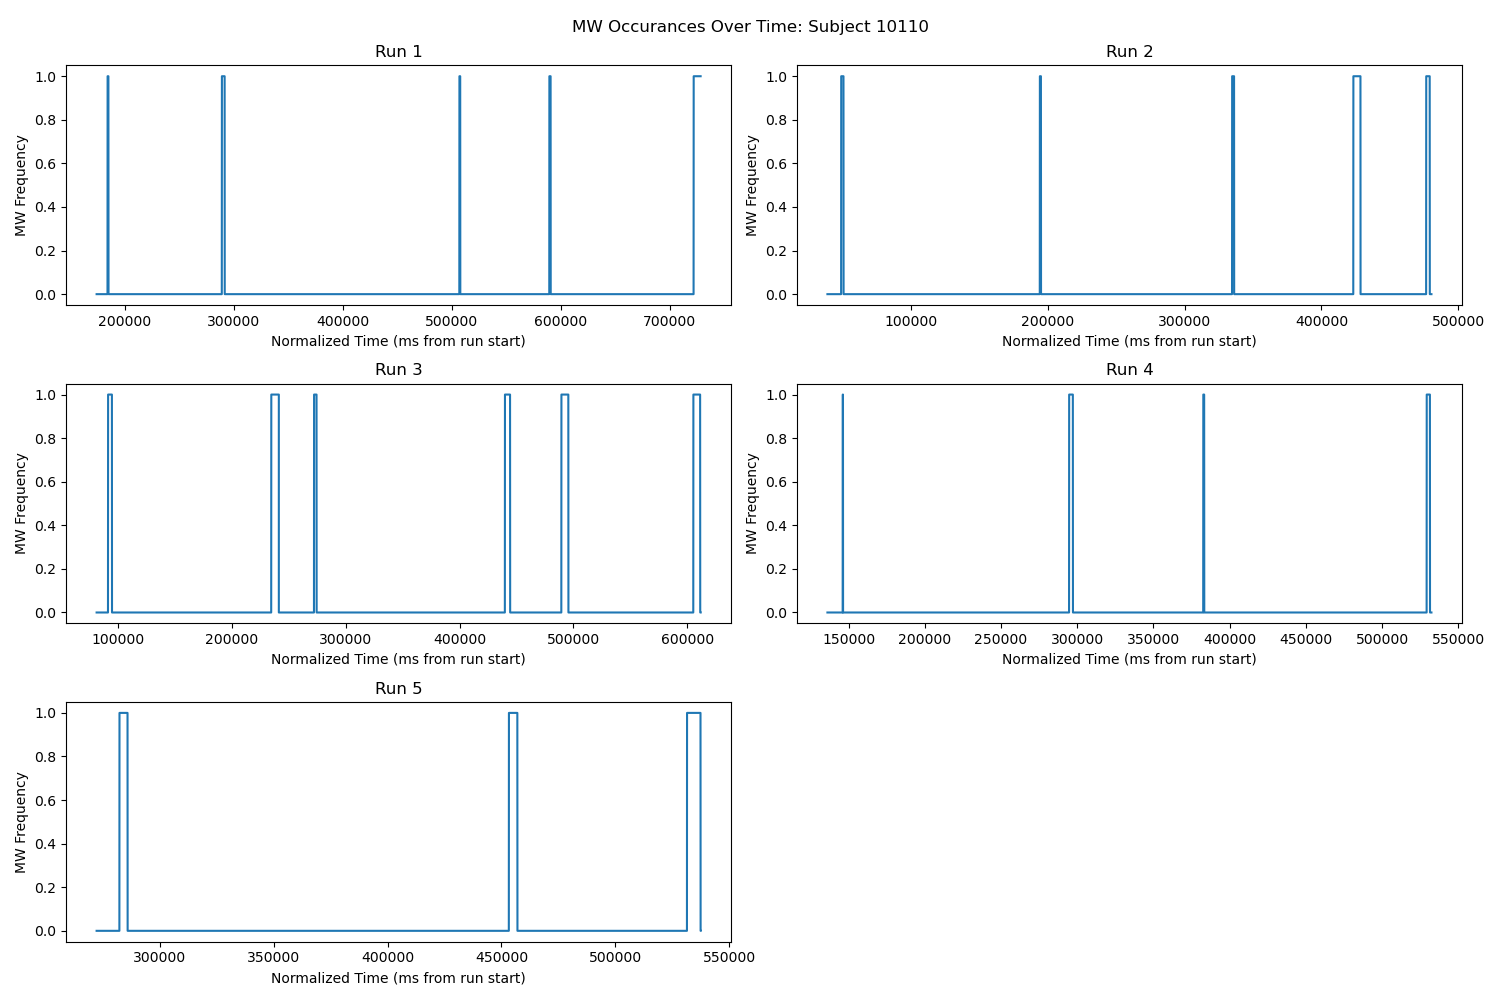 MW Occurances Over Time: Subject 10110
Run 1
1.0
0.8
0.6
0.4
0.2
0.0
MW Frequency
200000 300000 400000 500000 600000 700000
Normalized Time (ms from run start)
Run 2
1.0
0.8
0.6
0.4
0.2
0.0
MW Frequency
100000 200000 300000 400000 500000
Normalized Time (ms from run start)
Run 3
1.0
0.8
0.6
0.4
0.2
0.0
MW Frequency
100000 200000 300000 400000 500000 600000
Normalized Time (ms from run start)
Run 4
1.0
0.8
0.6
0.4
0.2
0.0
MW Frequency
150000 200000 250000 300000 350000 400000 450000 500000 550000
Normalized Time (ms from run start)
Run 5
1.0
0.8
0.6
0.4
0.2
0.0
MW Frequency
300000 350000 400000 450000 500000 550000
Normalized Time (ms from run start)